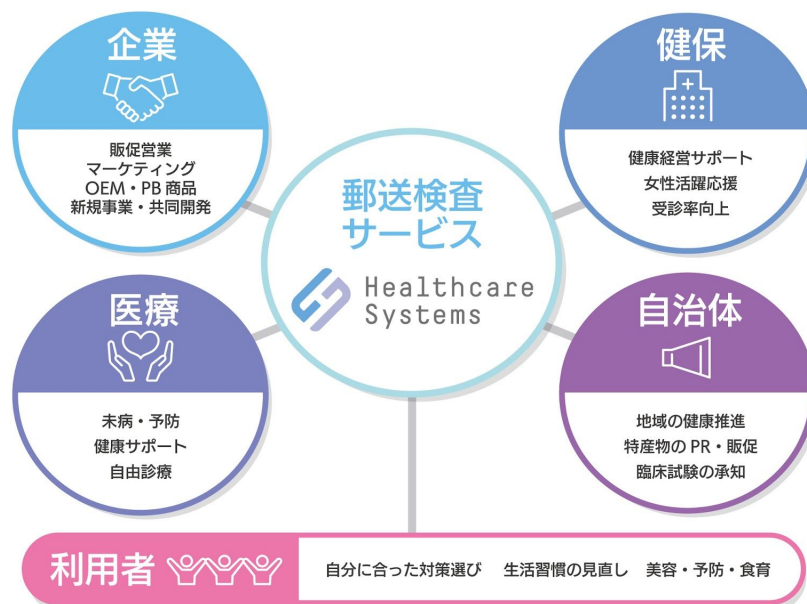 企業
販促営業
マーケティング
OEM・PB 商品
新規事業・共同開発
健保
健康経営サポート
女性活躍応援
受診率向上
郵送検査
サービス
Healthcare
Systems
医療
未病・予防
健康サポート
自由診療
自治体
地域の健康推進
特産物の PR・販促
臨床試験の承知
利用者
自分に合った対策選び 生活習慣の見直し 美容・予防・食育